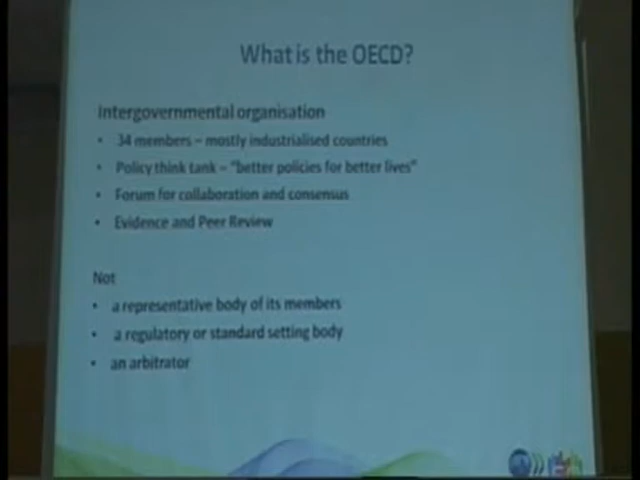 What is the OECD?
Intergovernmental organisation
• 34 members – mostly industrialised countries
• Policy think tank – "better policies for better lives"
• Forum for collaboration and consensus
• Evidence and Peer Review
Not
• a representative body of its members
• a regulatory or standard setting body
• an arbitrator